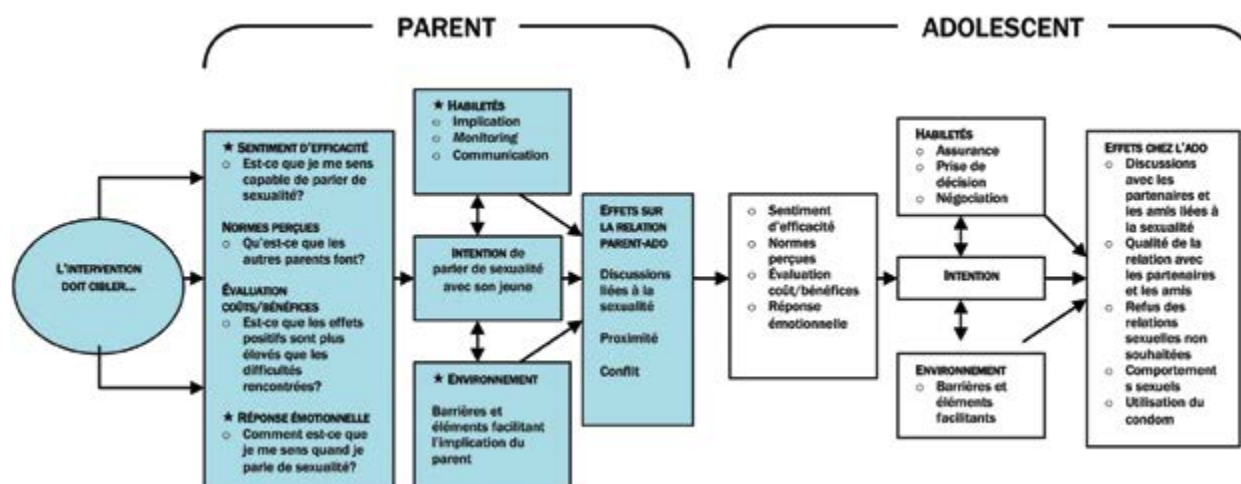 PARENT
ADOLESCENT
L'INTERVENTION
DOIT CIBLER...
★ SENTIMENT D'EFFICACITÉ
o Est-ce que je me sens
capable de parler de
sexualité?
NORMES PERÇUES
o Qu'est-ce que les
autres parents font?
ÉVALUATION
COÛTS/BÉNÉFICES
o Est-ce que les effets
positifs sont plus
élevés que les
difficultés
rencontrées?
★ RÉPONSE ÉMOTIONNELLE
o Comment est-ce que
je me sens quand je
parle de sexualité?
★ HABILETÉS
o Implication
o Monitoring
o Communication
INTENTION de
parler de sexualité
avec son jeune
★ ENVIRONNEMENT
Barrières et
éléments facilitant
l'implication du
parent
EFFETS SUR
LA RELATION
PARENT-ADO
Discussions
liées à la
sexualité
Proximité
Conflit
o Sentiment
d'efficacité
o Normes
perçues
o Évaluation
coût/bénéfices
o Réponse
émotionnelle
HABILETÉS
o Assurance
o Prise de
décision
o Négociation
INTENTION
ENVIRONNEMENT
o Barrières et
éléments
facilitants
EFFETS CHEZ L'ADO
o Discussions
avec les
partenaires et
les amis liées à
la sexualité
o Qualité de la
relation avec
les partenaires
et les amis
o Refus des
relations
sexuelles non
souhaitées
o Comportement
s sexuels
o Utilisation du
condom